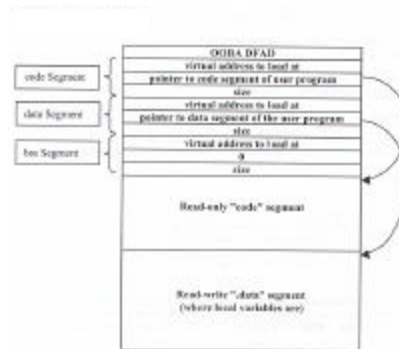 OOBA DFAD
virtual address to load at
pointer to code segment of user program
size
virtual address to load at
pointer to data segment of the user program
size
virtual address to load at
0
size
code Segment
data Segment
bss Segment
Read-only "code" segment
Read-write ".data" segment
(where local variables are)